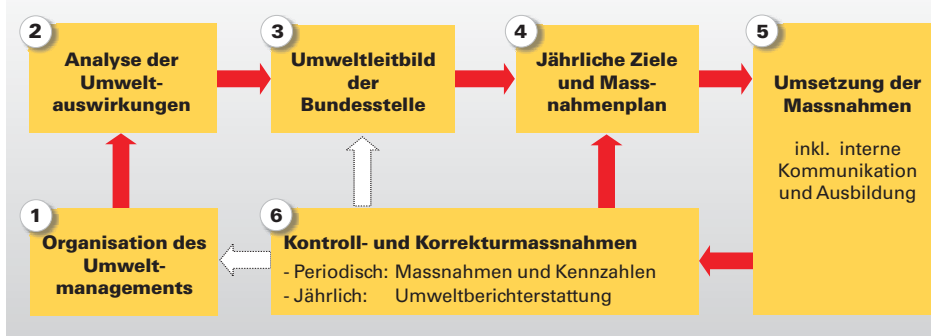 2
Analyse der
Umwelt-
auswirkungen
3
Umweltleitbild
der
Bundesstelle
4
Jährliche Ziele
und Mass-
nahmenplan
5
Umsetzung der
Massnahmen
inkl. interne
Kommunikation
und Ausbildung
1
Organisation des
Umwelt-
managements
6
Kontroll- und Korrekturmassnahmen
- Periodisch: Massnahmen und Kennzahlen
- Jährlich: Umweltberichterstattung